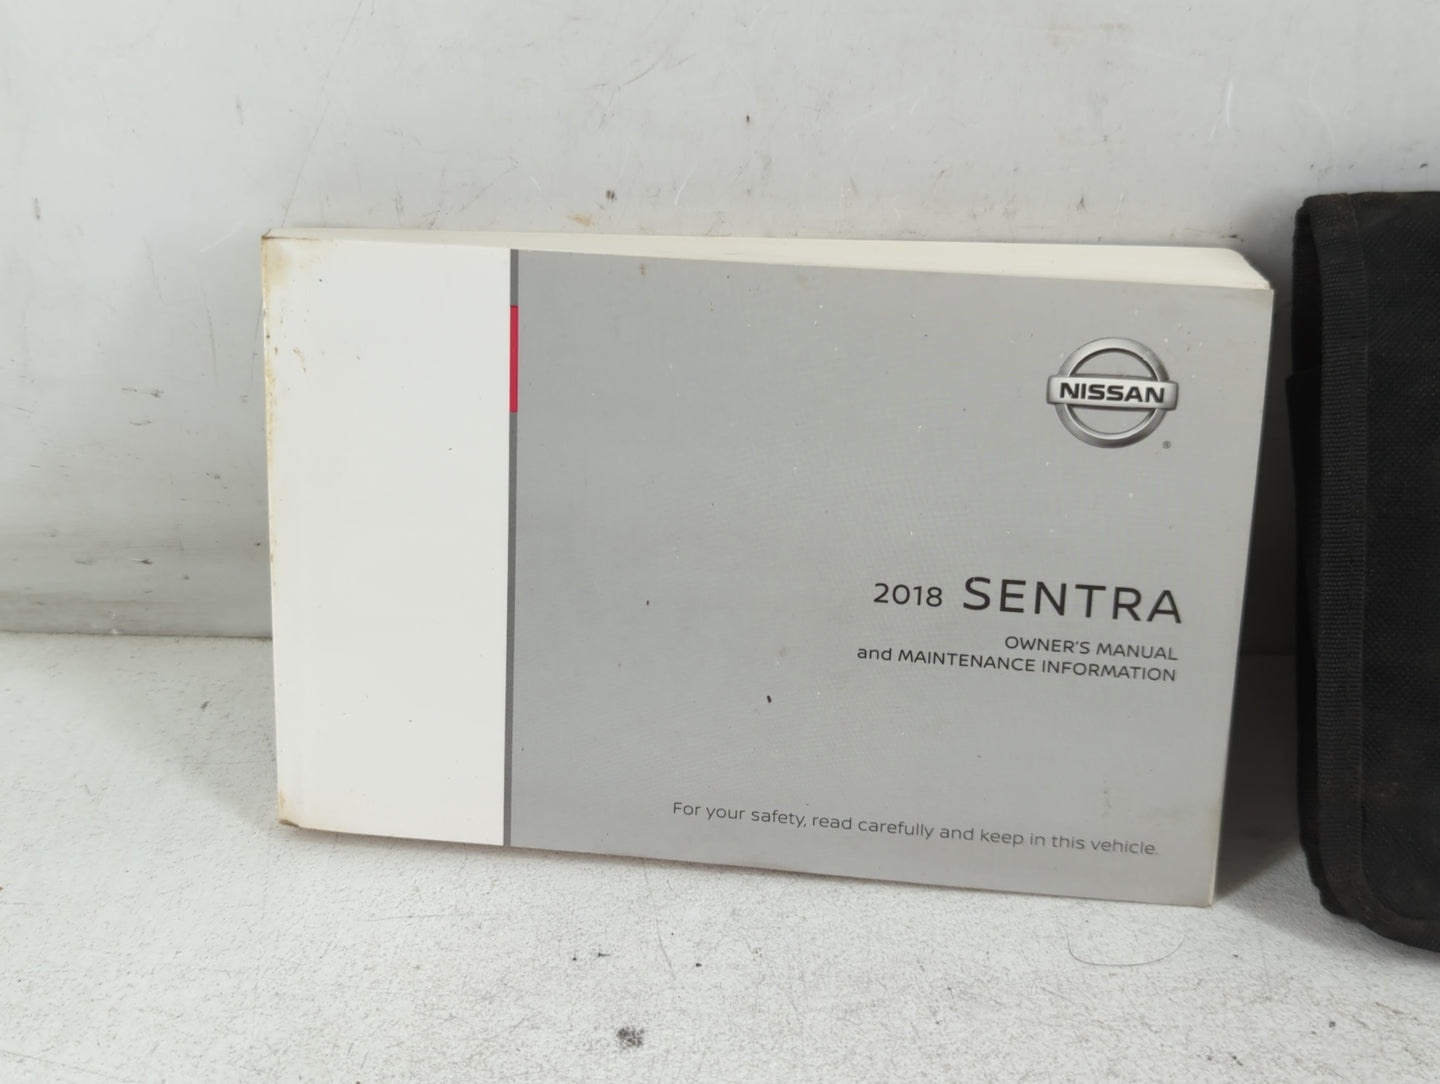 NISSAN
®
2018 SENTRA
OWNER'S MANUAL
and MAINTENANCE INFORMATION
For your safety, read carefully and keep in this vehicle.